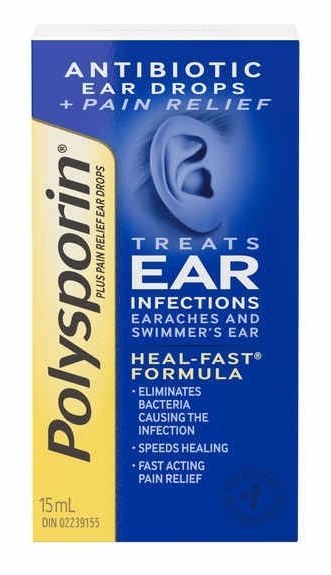 ANTIBIOTIC
EAR DROPS
+ PAIN RELIEF
Polysporin®
PLUS PAIN RELIEF EAR DROPS
TREATS
EAR
INFECTIONS
EARACHES AND
SWIMMER'S EAR
HEAL-FAST®
FORMULA
• ELIMINATES
BACTERIA
CAUSING THE
INFECTION
• SPEEDS HEALING
• FAST ACTING
PAIN RELIEF
15 mL
DIN 02239155